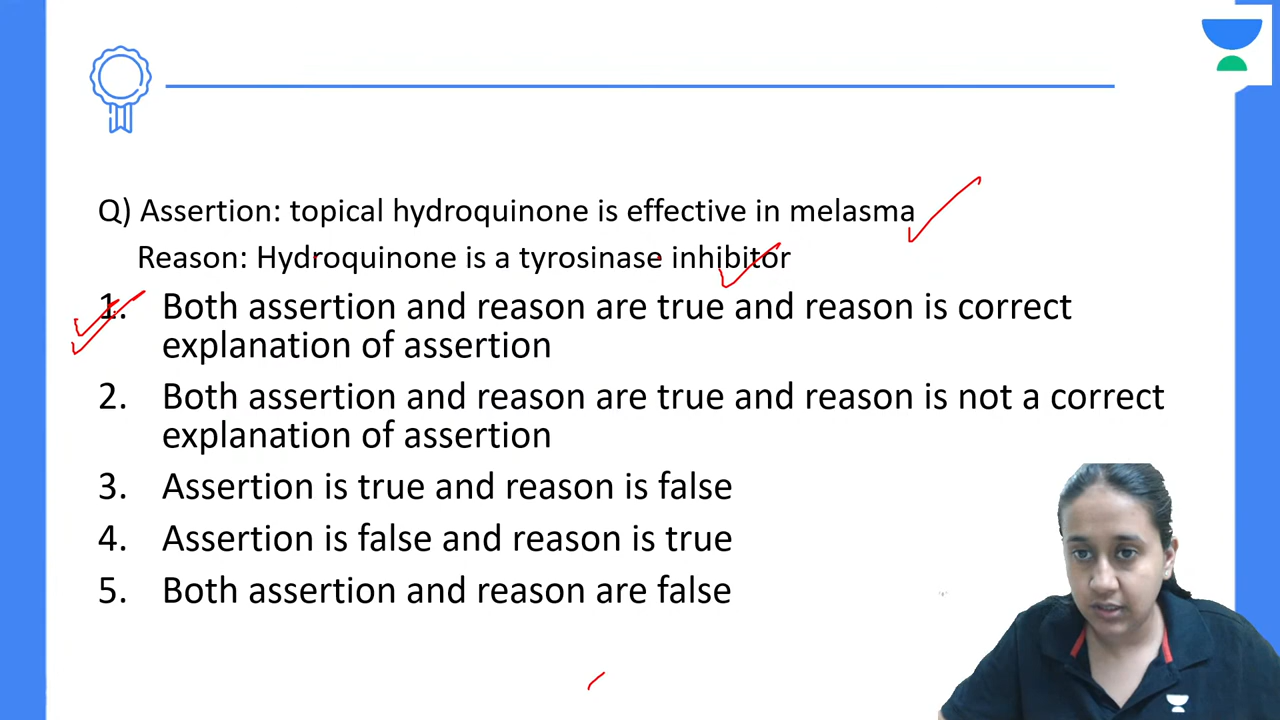 Q) Assertion: topical hydroquinone is effective in melasma
Reason: Hydroquinone is a tyrosinase inhibitor
1. Both assertion and reason are true and reason is correct
explanation of assertion
2. Both assertion and reason are true and reason is not a correct
explanation of assertion
3. Assertion is true and reason is false
4. Assertion is false and reason is true
5. Both assertion and reason are false